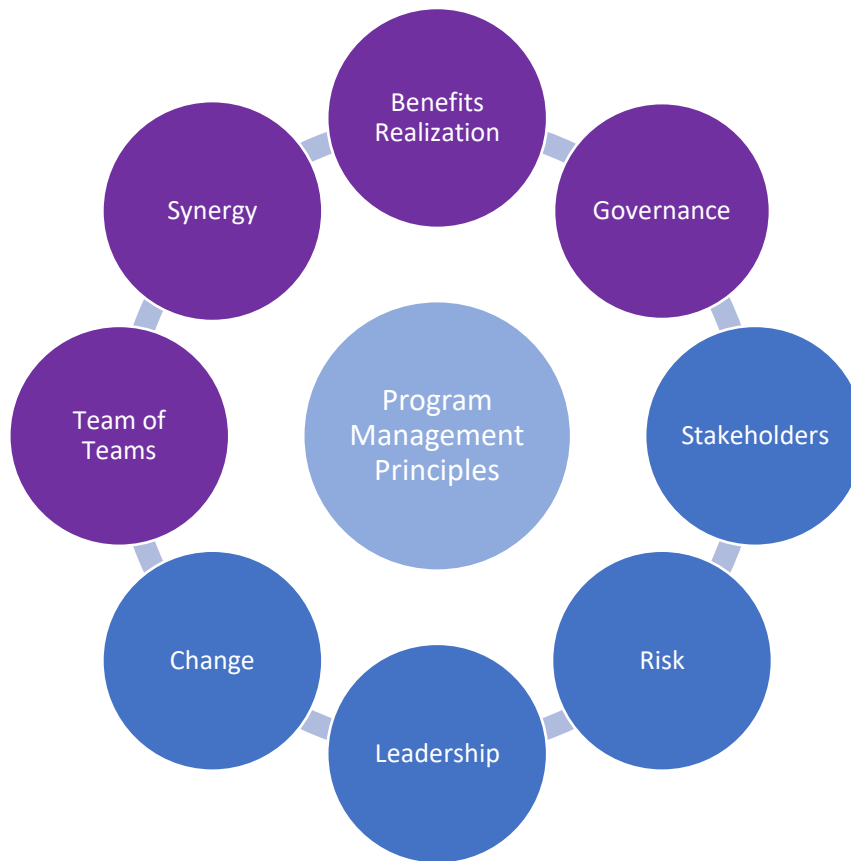 Benefits
Realization
Governance
Stakeholders
Risk
Leadership
Change
Team of
Teams
Synergy
Program
Management
Principles